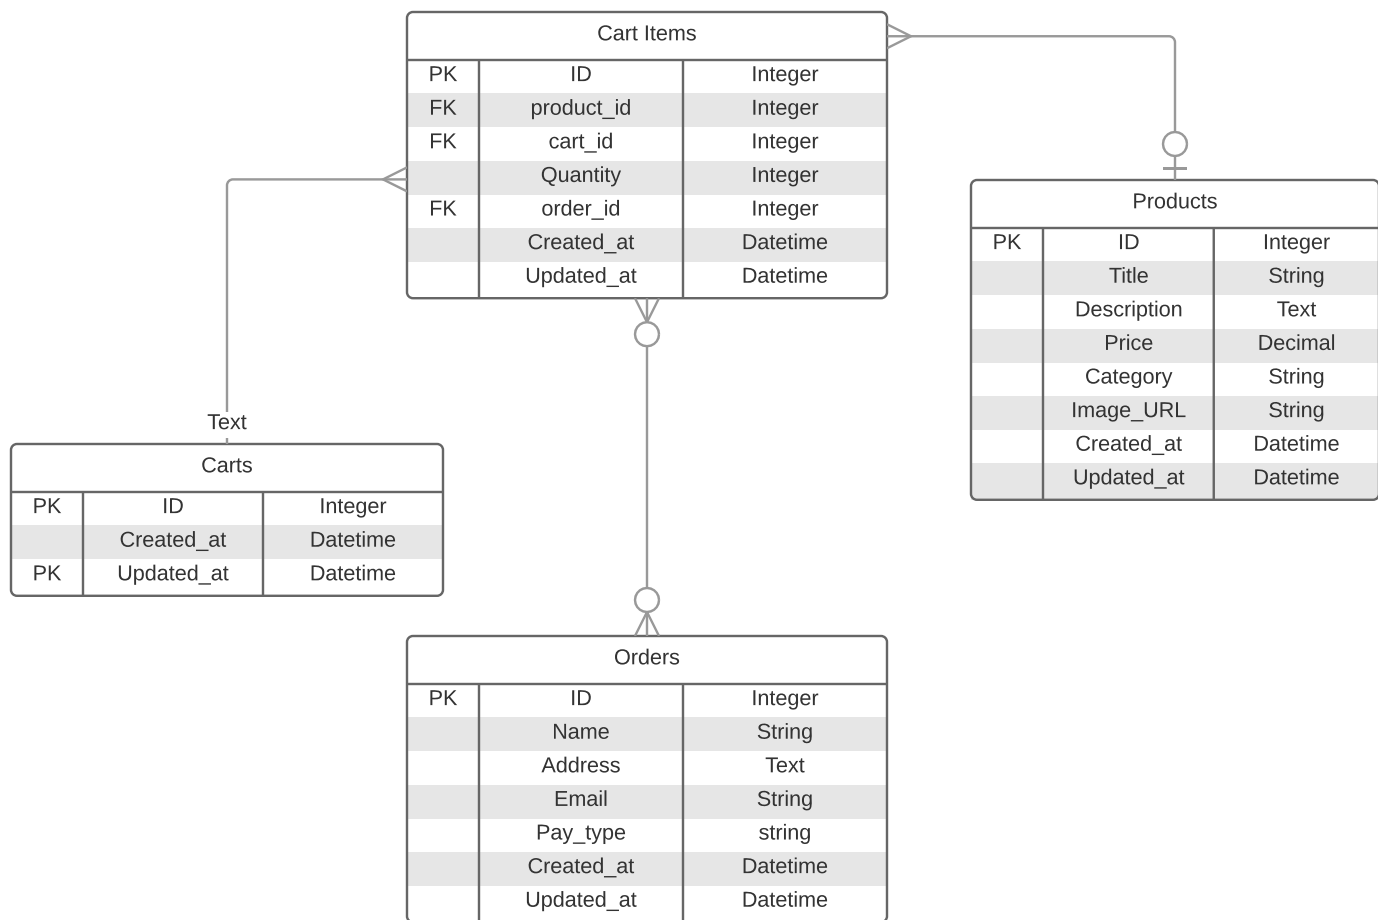 Cart Items
PK ID Integer
FK product_id Integer
FK cart_id Integer
Quantity Integer
FK order_id Integer
Created_at Datetime
Updated_at Datetime
Products
PK ID Integer
Title String
Description Text
Price Decimal
Category String
Image_URL String
Created_at Datetime
Updated_at Datetime
Text
Carts
PK ID Integer
Created_at Datetime
PK Updated_at Datetime
Orders
PK ID Integer
Name String
Address Text
Email String
Pay_type string
Created_at Datetime
Updated_at Datetime